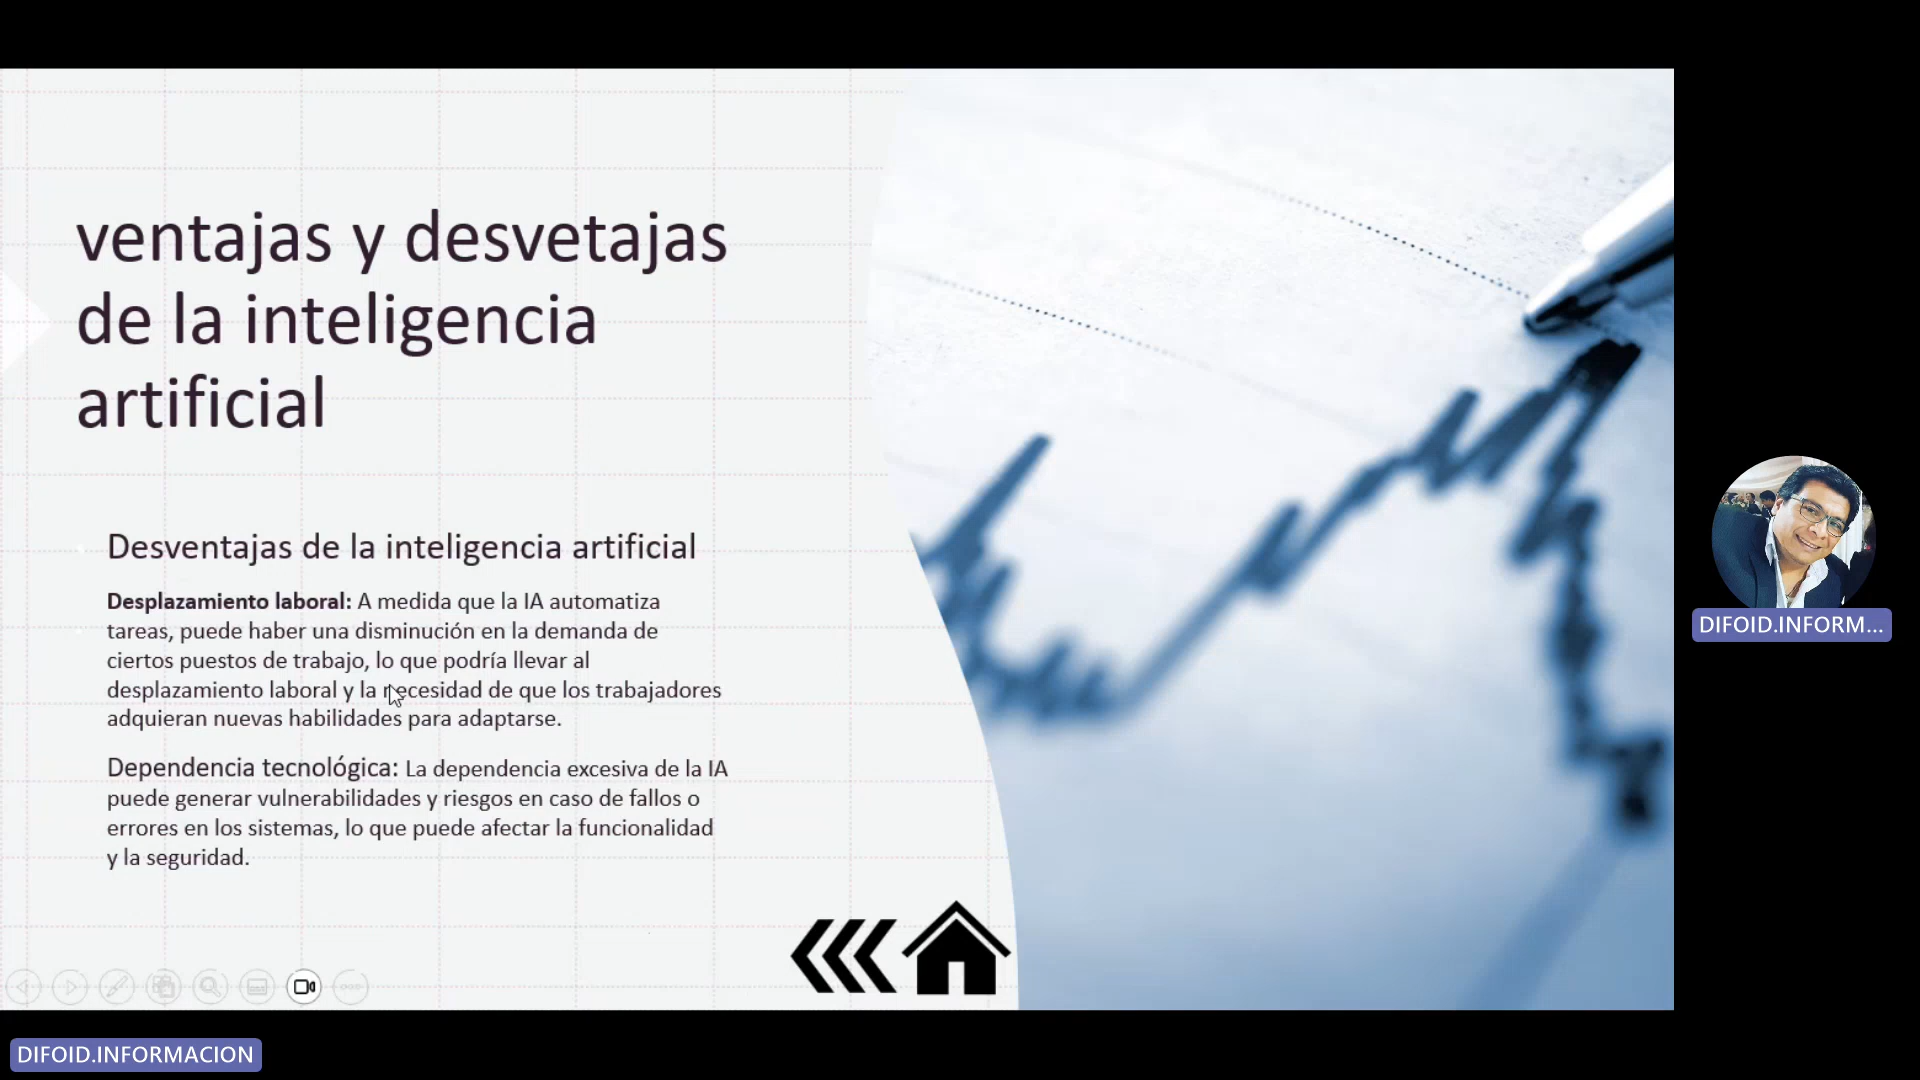 ventajas y desvetajas
de la inteligencia
artificial
Desventajas de la inteligencia artificial
Desplazamiento laboral: A medida que la IA automatiza
tareas, puede haber una disminución en la demanda de
ciertos puestos de trabajo, lo que podría llevar al
desplazamiento laboral y la necesidad de que los trabajadores
adquieran nuevas habilidades para adaptarse.
Dependencia tecnológica: La dependencia excesiva de la IA
puede generar vulnerabilidades y riesgos en caso de fallos o
errores en los sistemas, lo que puede afectar la funcionalidad
y la seguridad.
DIFOID.INFORM...
DIFOID.INFORMACION